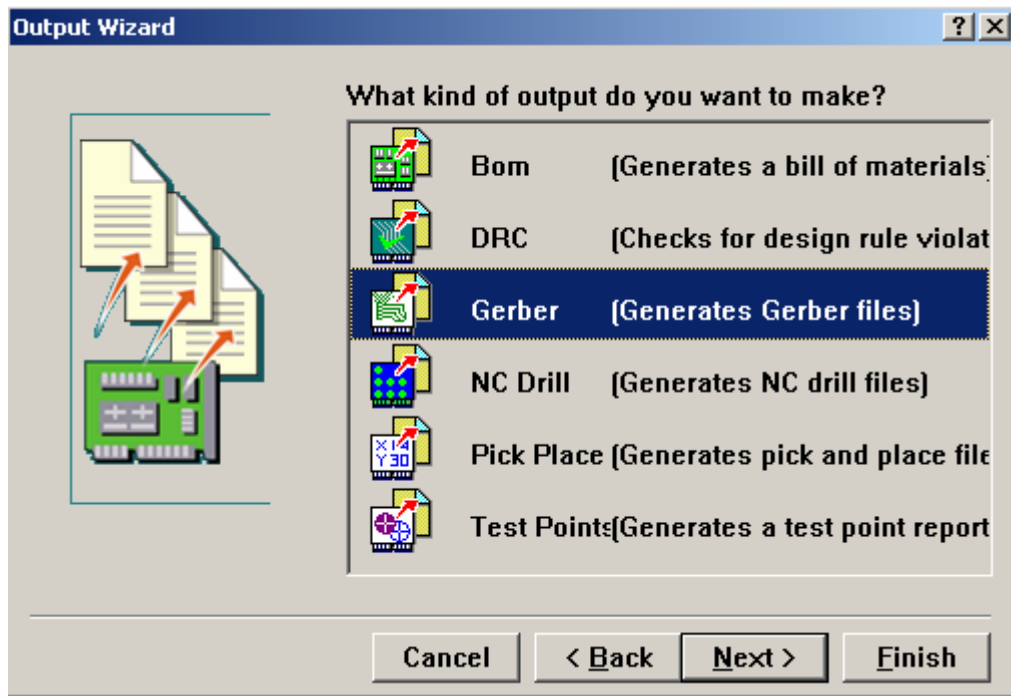 Output Wizard
What kind of output do you want to make?
Bom (Generates a bill of materials)
DRC (Checks for design rule violat
Gerber (Generates Gerber files)
NC Drill (Generates NC drill files)
X14
Y30
Pick Place (Generates pick and place file
Test Points (Generates a test point report
Cancel < Back Next > Finish